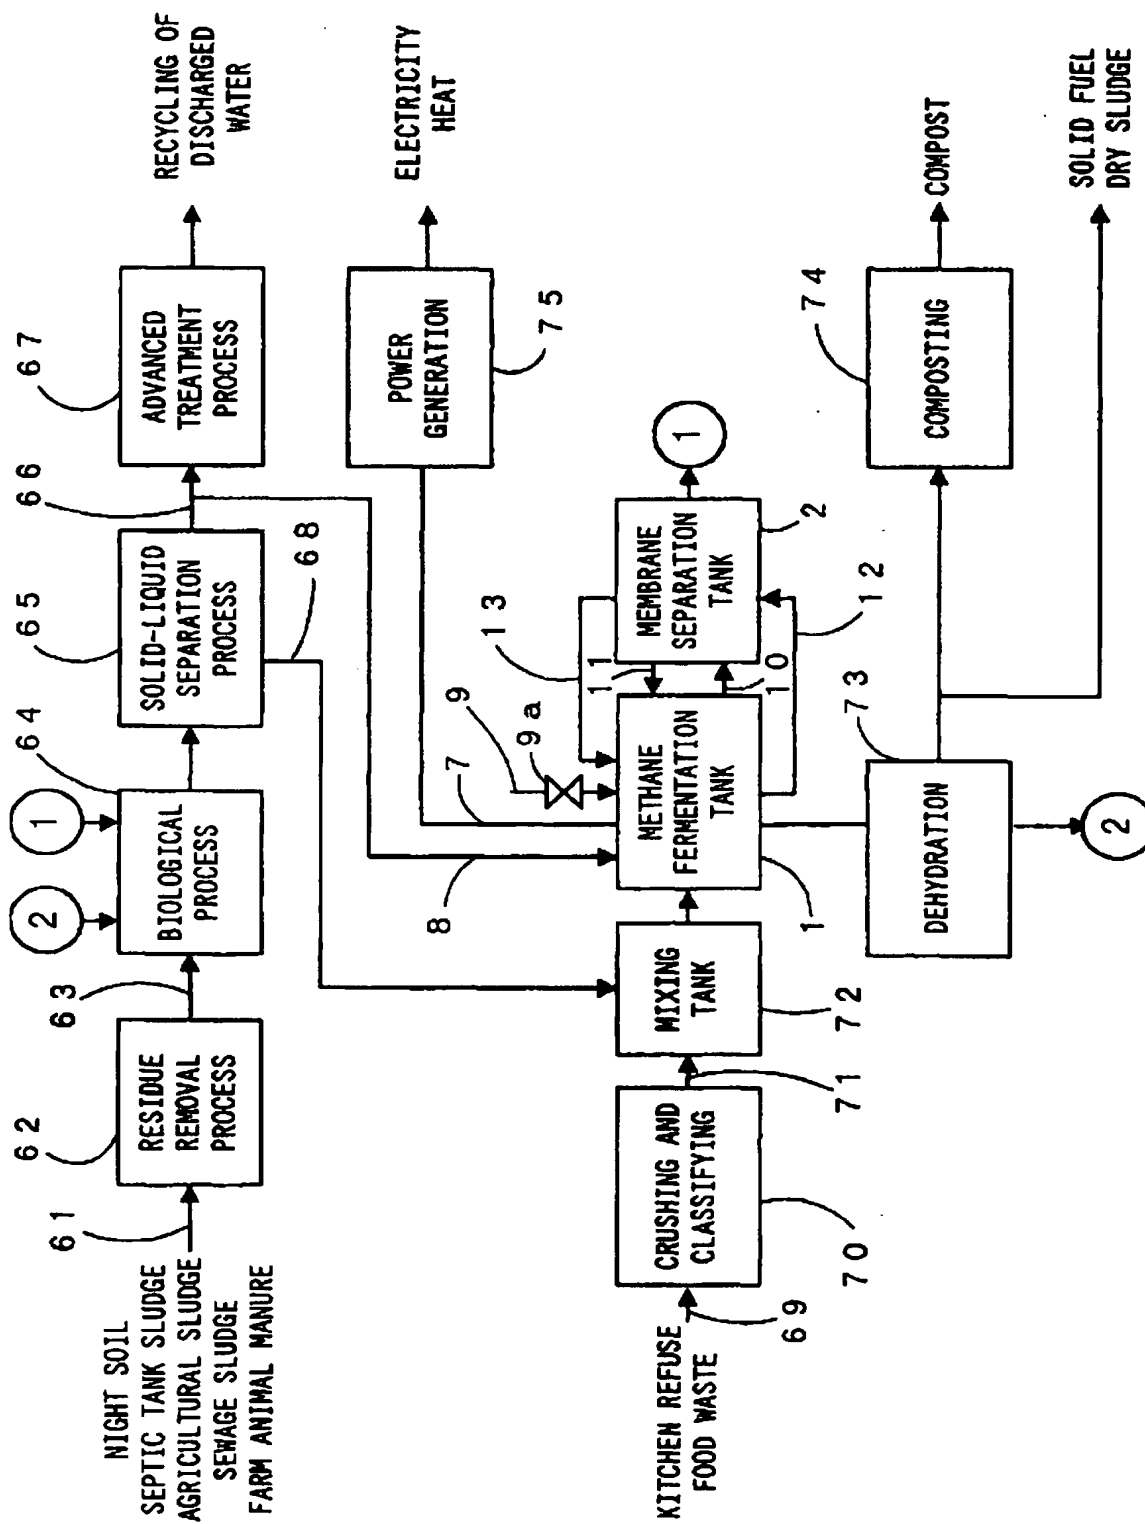 NIGHT SOIL
SEPTIC TANK SLUDGE
AGRICULTURAL SLUDGE
SEWAGE SLUDGE
FARM ANIMAL MANURE
61
62
RESIDUE
REMOVAL
PROCESS
63
2
1
64
BIOLOGICAL
PROCESS
65
SOLID-LIQUID
SEPARATION
PROCESS
66
68
67
ADVANCED
TREATMENT
PROCESS
RECYCLING OF
DISCHARGED
WATER
POWER
GENERATION
75
ELECTRICITY
HEAT
KITCHEN REFUSE
FOOD WASTE
69
CRUSHING AND
CLASSIFYING
70
71
MIXING
TANK
72
8
7
9
9a
13
METHANE
FERMENTATION
TANK
1
11
10
12
MEMBRANE
SEPARATION
TANK
2
1
DEHYDRATION
73
2
74
COMPOSTING
COMPOST
SOLID FUEL
DRY SLUDGE